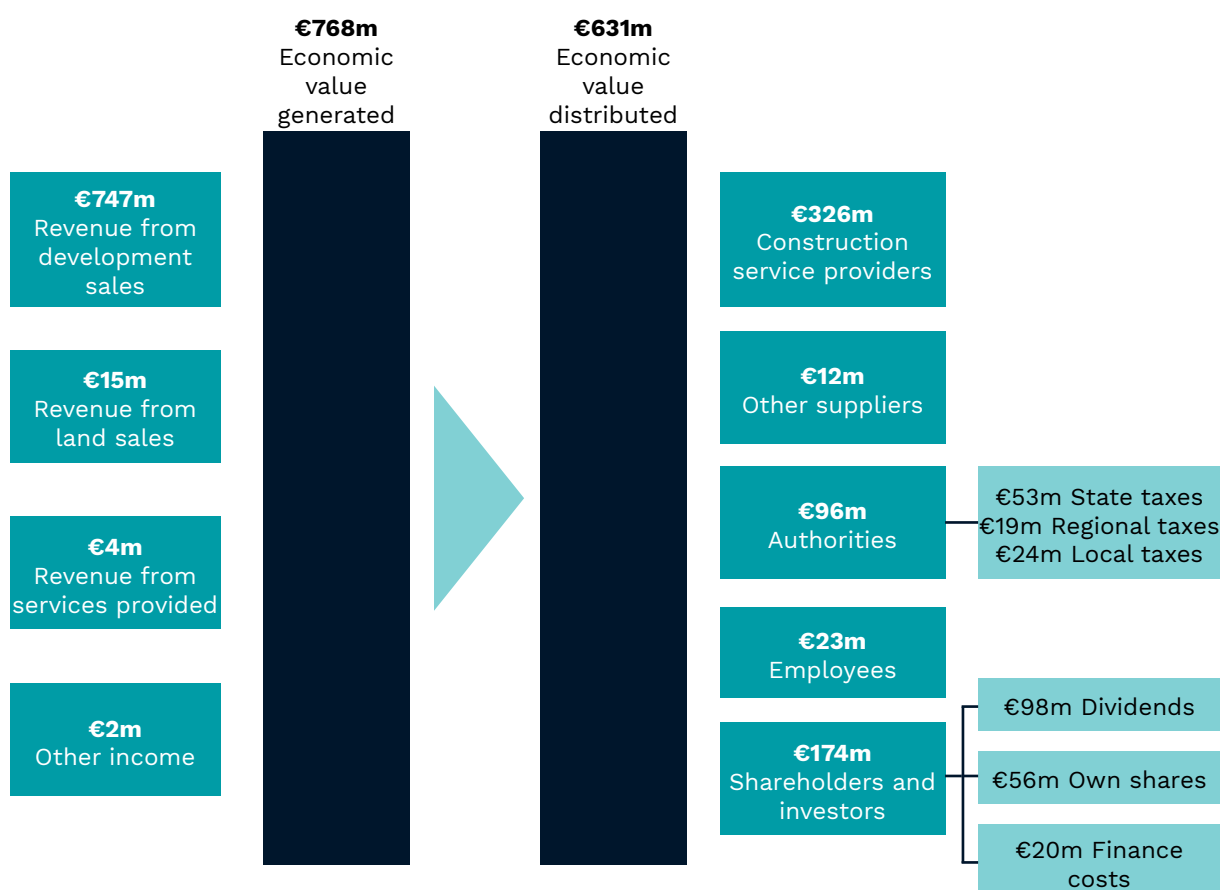 €768m
Economic
value
generated
€631m
Economic
value
distributed
€747m
Revenue from
development
sales
€15m
Revenue from
land sales
€4m
Revenue from
services provided
€2m
Other income
€326m
Construction
service providers
€12m
Other suppliers
€96m
Authorities
€53m State taxes
€19m Regional taxes
€24m Local taxes
€23m
Employees
€174m
Shareholders and
investors
€98m Dividends
€56m Own shares
€20m Finance
costs